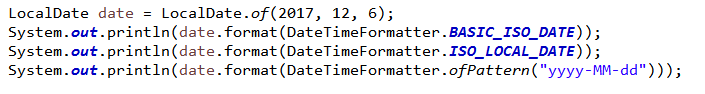 LocalDate date = LocalDate.of(2017, 12, 6);
System.out.println(date.format(DateTimeFormatter.BASIC_ISO_DATE));
System.out.println(date.format(DateTimeFormatter.ISO_LOCAL_DATE));
System.out.println(date.format(DateTimeFormatter.ofPattern("yyyy-MM-dd")));